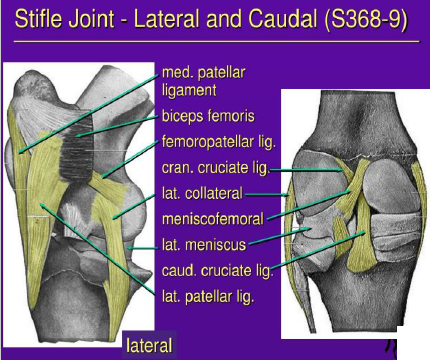 Stifle Joint - Lateral and Caudal (S368-9)
med. patellar
ligament
biceps femoris
femoropatellar lig.
cran. cruciate lig.
lat. collateral
meniscofemoral
lat. meniscus
caud. cruciate lig.
lat. patellar lig.
lateral